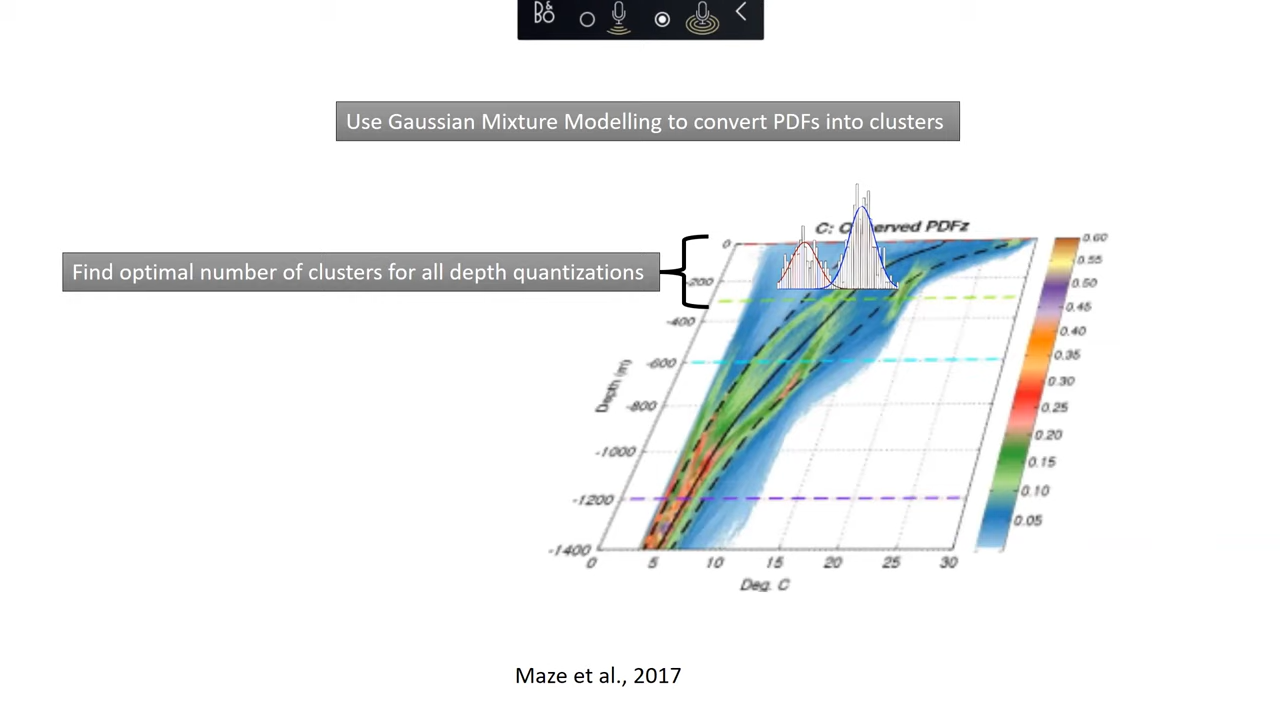 B&O
Use Gaussian Mixture Modelling to convert PDFs into clusters
Find optimal number of clusters for all depth quantizations
C: O erved PDFz
0
-200
-400
-600
-800
-1000
-1200
-1400
Depth (m)
0 5 10 15 20 25 30
Deg. C
0.60
0.55
0.50
0.45
0.40
0.35
0.30
0.25
0.20
0.15
0.10
0.05
Maze et al., 2017